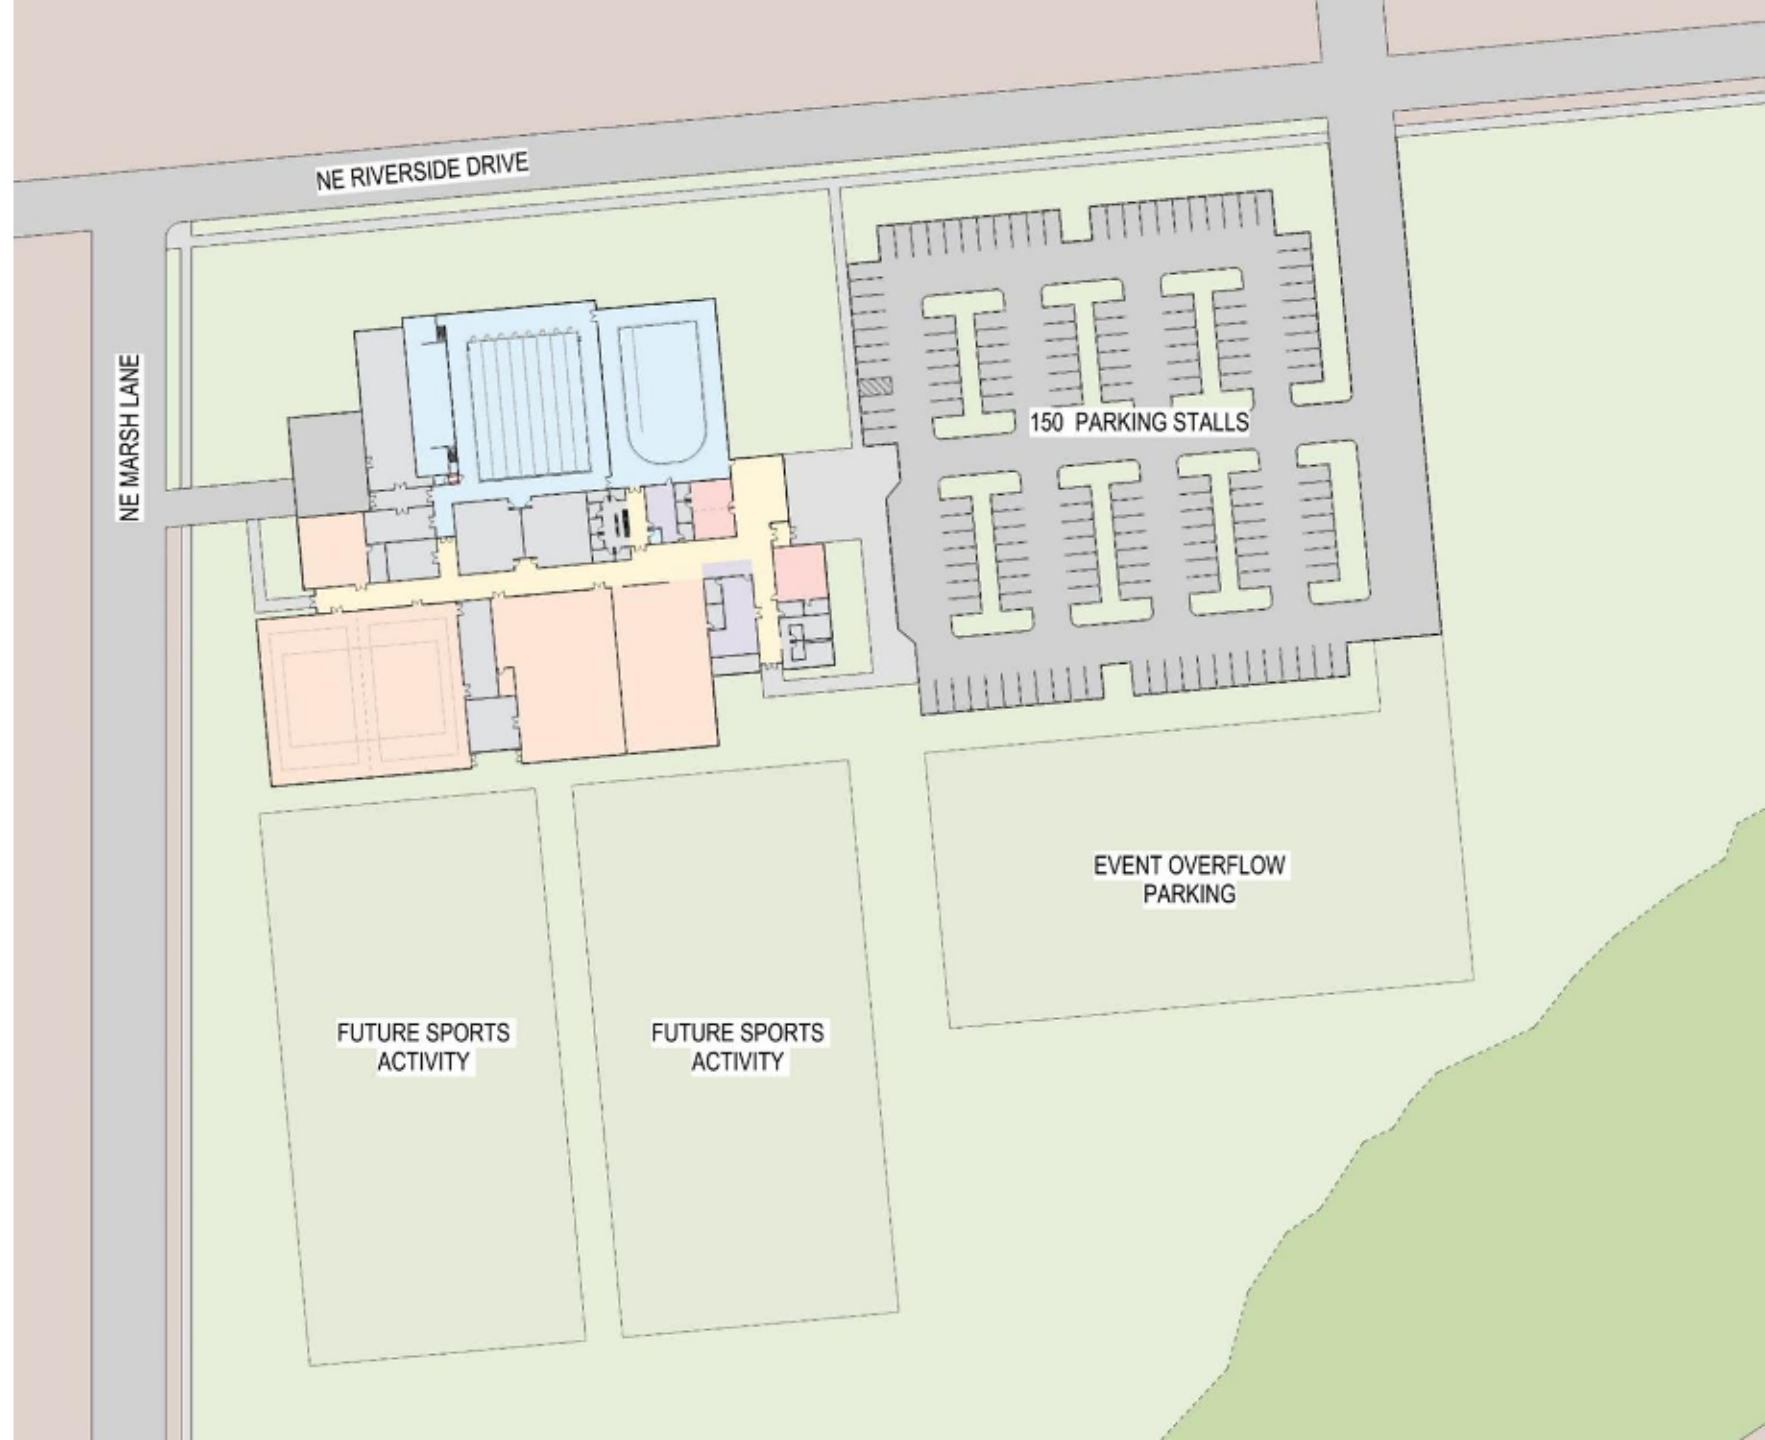 NE RIVERSIDE DRIVE
NE MARSH LANE
150 PARKING STALLS
EVENT OVERFLOW
PARKING
FUTURE SPORTS
ACTIVITY
FUTURE SPORTS
ACTIVITY